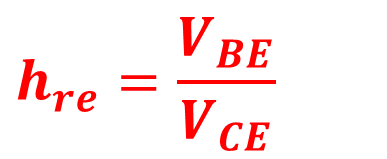 h_re = V_BE / V_CE